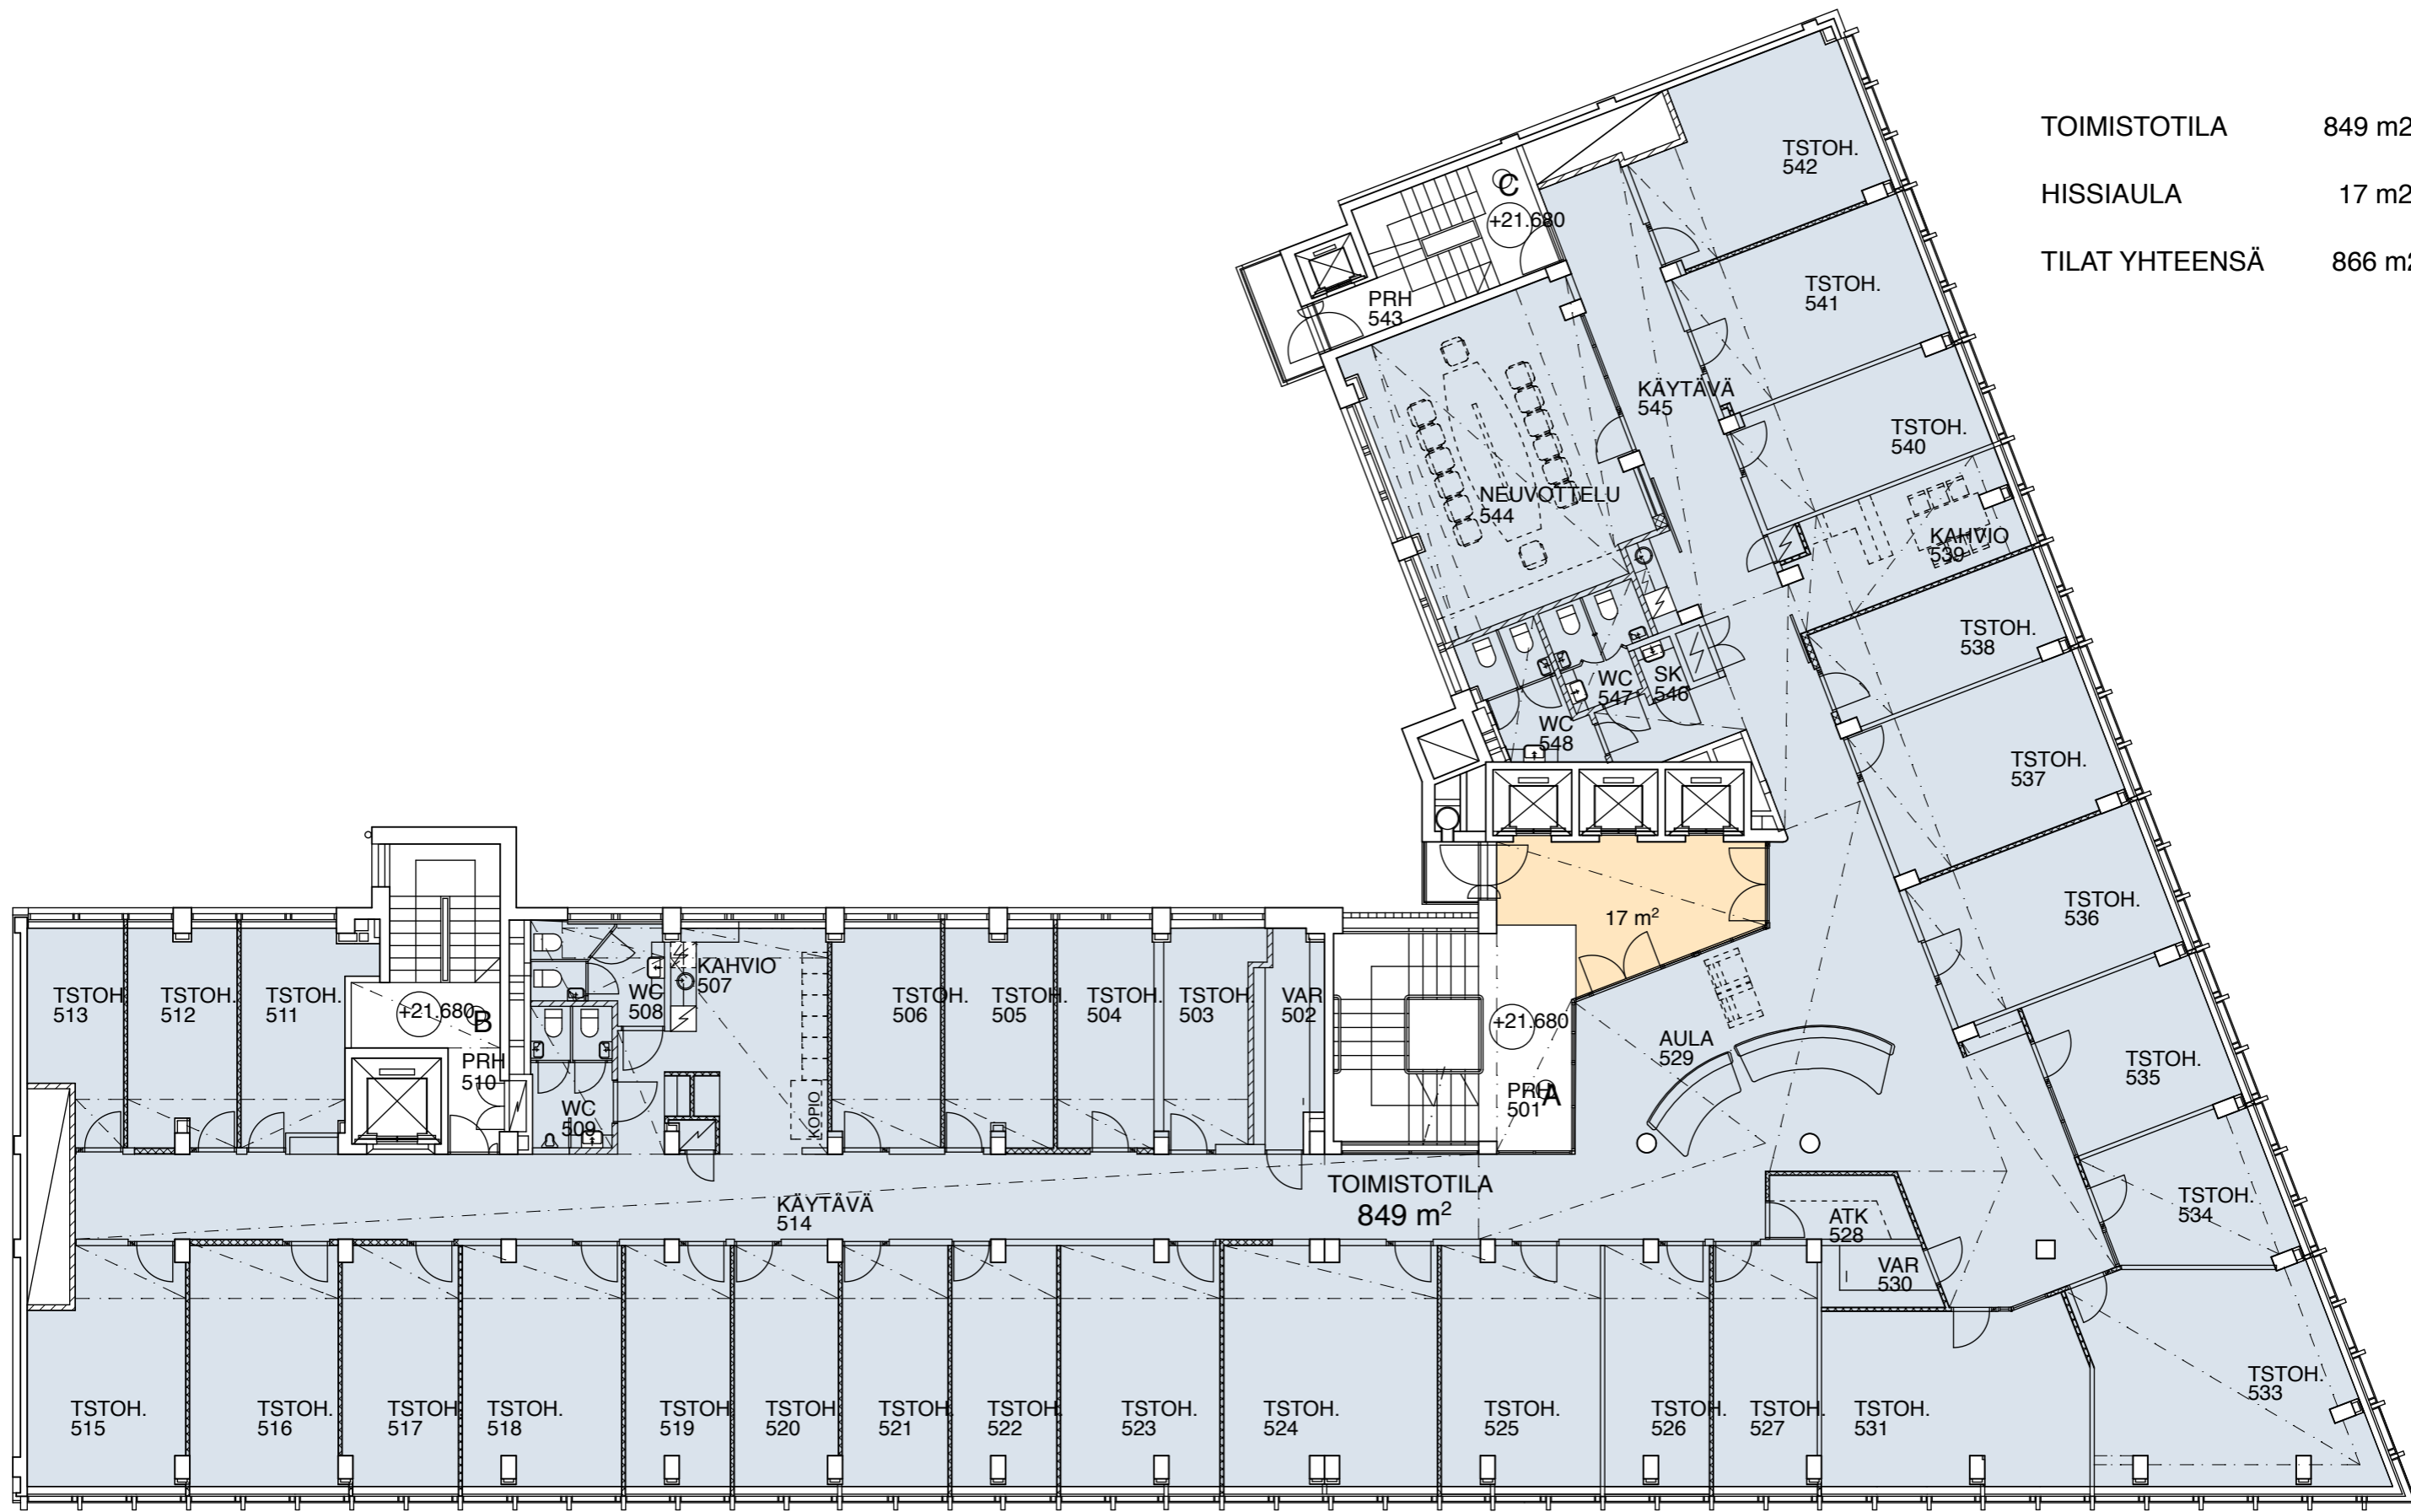 TOIMISTOTILA 849 m2
HISSIAULA 17 m2
TILAT YHTEENSÄ 866 m2
TSTOH.
542
C
+21.680
PRH
543
TSTOH.
541
KÄYTÄVÄ
545
TSTOH.
540
NEUVOTTELU
544
KAHVIO
539
TSTOH.
538
WC
547
SK
546
WC
548
TSTOH.
537
TSTOH.
536
17 m²
TSTOH.
513
TSTOH.
512
TSTOH.
511
+21.680
B
PRH
510
WC
508
KAHVIO
507
WC
509
KOPIO
TSTOH.
506
TSTOH.
505
TSTOH.
504
TSTOH.
503
VAR
502
+21.680
PRH
501
A
AULA
529
TSTOH.
535
TSTOH.
534
KÄYTÄVÄ
514
TOIMISTOTILA
849 m²
ATK
528
VAR
530
TSTOH.
533
TSTOH.
515
TSTOH.
516
TSTOH.
517
TSTOH.
518
TSTOH.
519
TSTOH.
520
TSTOH.
521
TSTOH.
522
TSTOH.
523
TSTOH.
524
TSTOH.
525
TSTOH.
526
TSTOH.
527
TSTOH.
531